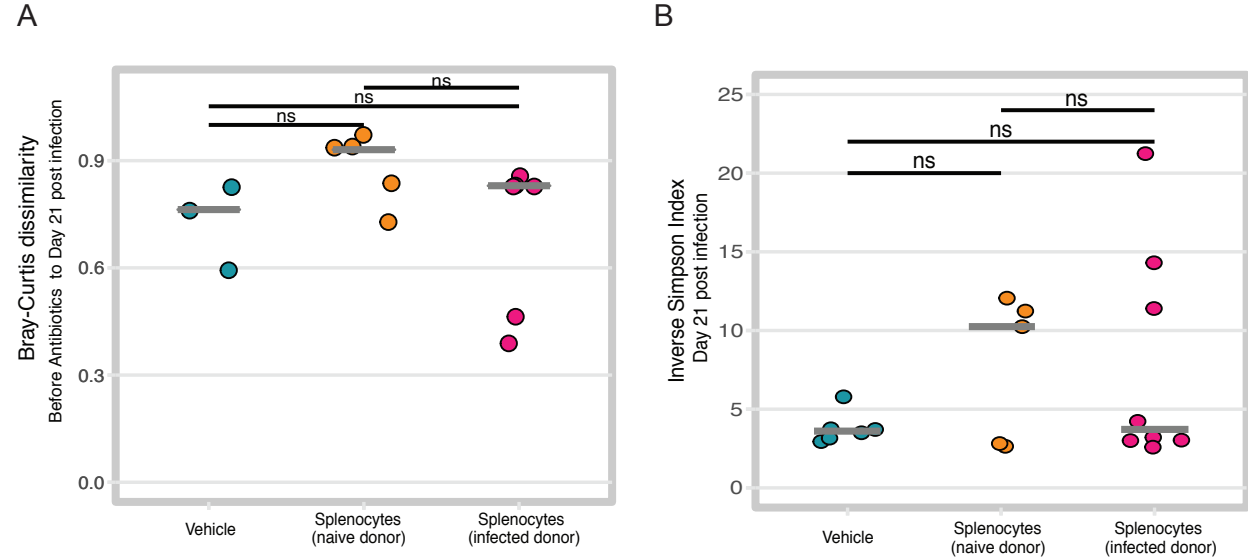 A
Bray-Curtis dissimilarity
Before Antibiotics to Day 21 post infection
0.9
0.6
0.3
0.0
ns
ns
ns
Vehicle
Splenocytes
(naive donor)
Splenocytes
(infected donor)
B
Inverse Simpson Index
Day 21 post infection
25
20
15
10
5
0
ns
ns
ns
Vehicle
Splenocytes
(naive donor)
Splenocytes
(infected donor)